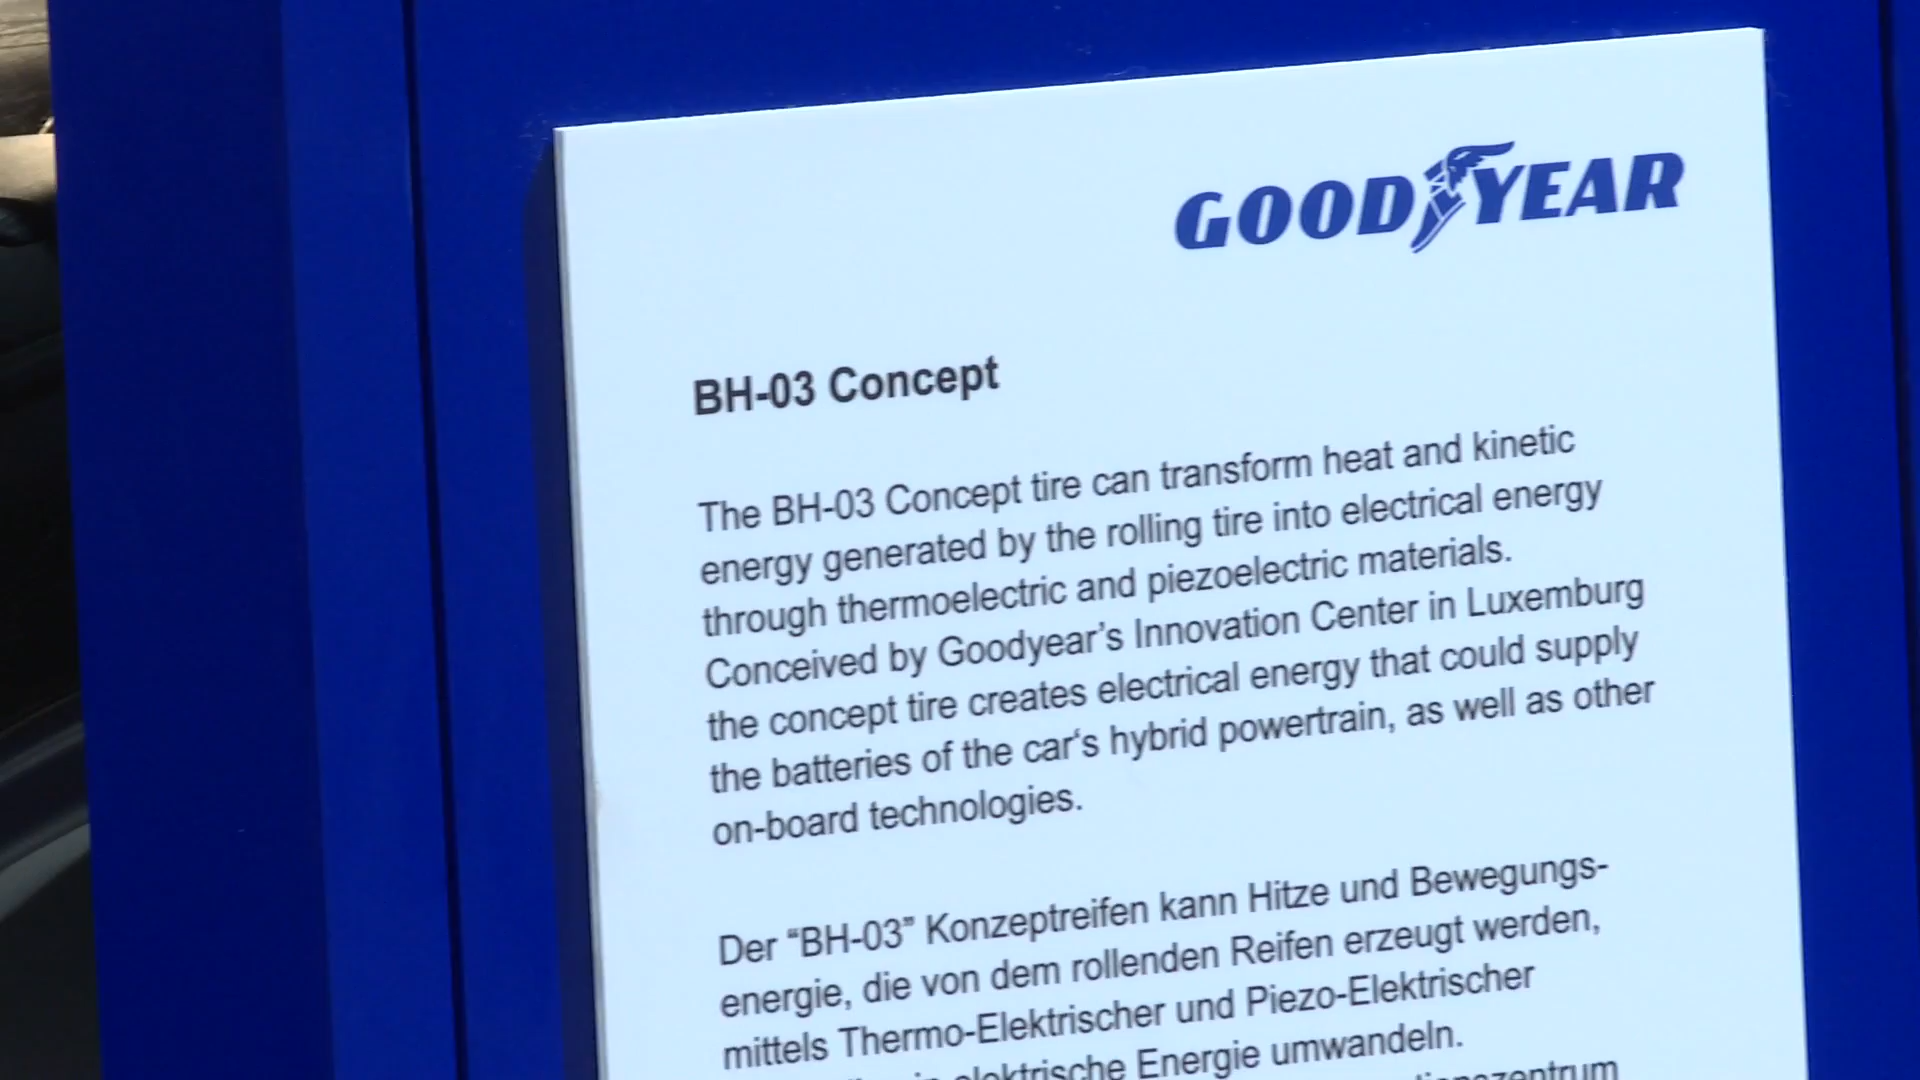 GOODYEAR
BH-03 Concept
The BH-03 Concept tire can transform heat and kinetic
energy generated by the rolling tire into electrical energy
through thermoelectric and piezoelectric materials.
Conceived by Goodyear’s Innovation Center in Luxemburg
the concept tire creates electrical energy that could supply
the batteries of the car‘s hybrid powertrain, as well as other
on-board technologies.
Der “BH-03” Konzeptreifen kann Hitze und Bewegungs-
energie, die von dem rollenden Reifen erzeugt werden,
mittels Thermo-Elektrischer und Piezo-Elektrischer
elektrische Energie umwandeln.